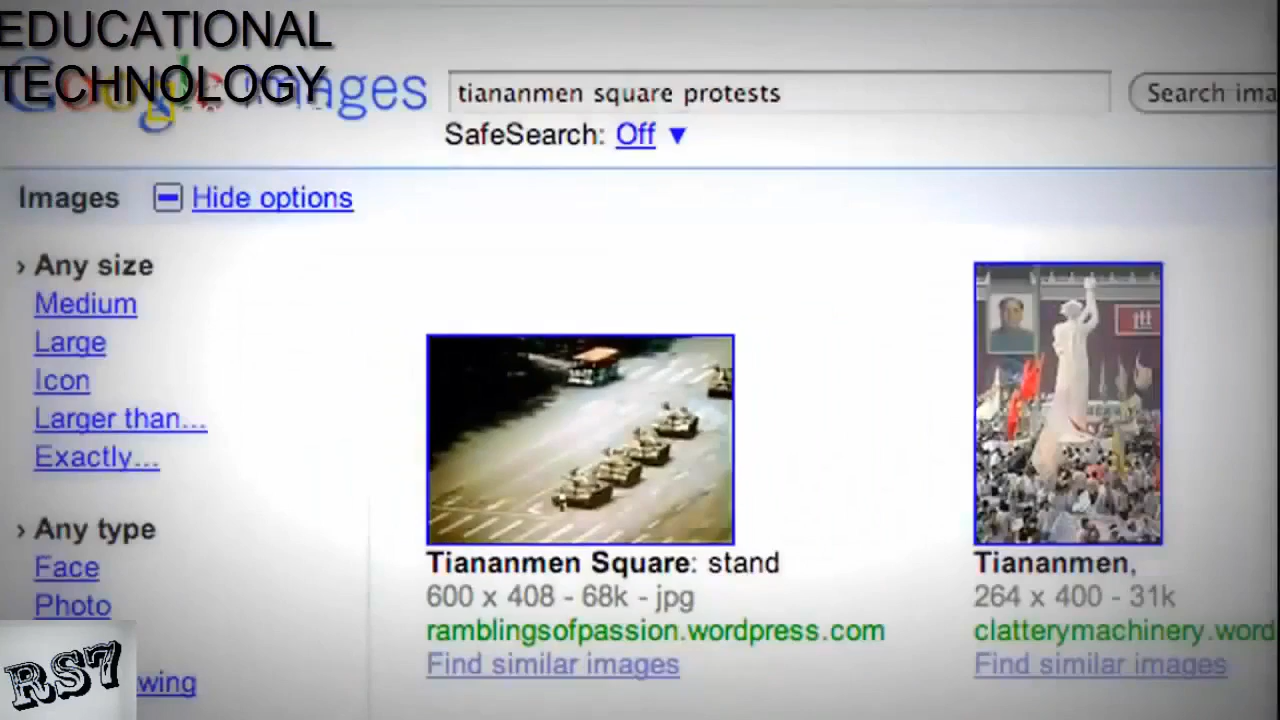 EDUCATIONAL
TECHNOLOGY
Google images
tiananmen square protests
Search
SafeSearch: Off ▼
Images
Hide options
› Any size
Medium
Large
Icon
Larger than...
Exactly...
› Any type
Face
Photo
Tiananmen Square: stand
600 x 408 - 68k - jpg
ramblingsofpassion.wordpress.com
Find similar images
Tiananmen,
264 x 400 - 31k
clatterymachinery.word
Find similar images
RS7